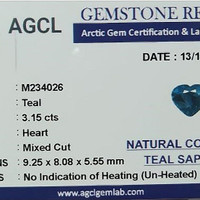 AGCL
GEMSTONE RE
Arctic Gem Certification & La
DATE : 13/1
: M234026
: Teal
: 3.15 cts
: Heart
: Mixed Cut
NATURAL CO
TEAL SAP
NS : 9.25 x 8.08 x 5.55 mm
S : No Indication of Heating (Un-Heated)
www.agclgemlab.com